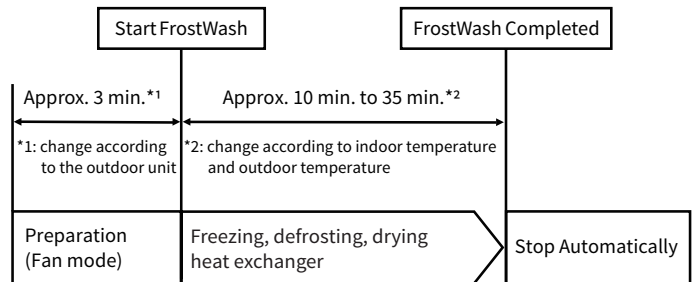 Start FrostWash
FrostWash Completed
Approx. 3 min.*¹
Approx. 10 min. to 35 min.*²
*1: change according
to the outdoor unit
*2: change according to indoor temperature
and outdoor temperature
Preparation
(Fan mode)
Freezing, defrosting, drying
heat exchanger
Stop Automatically